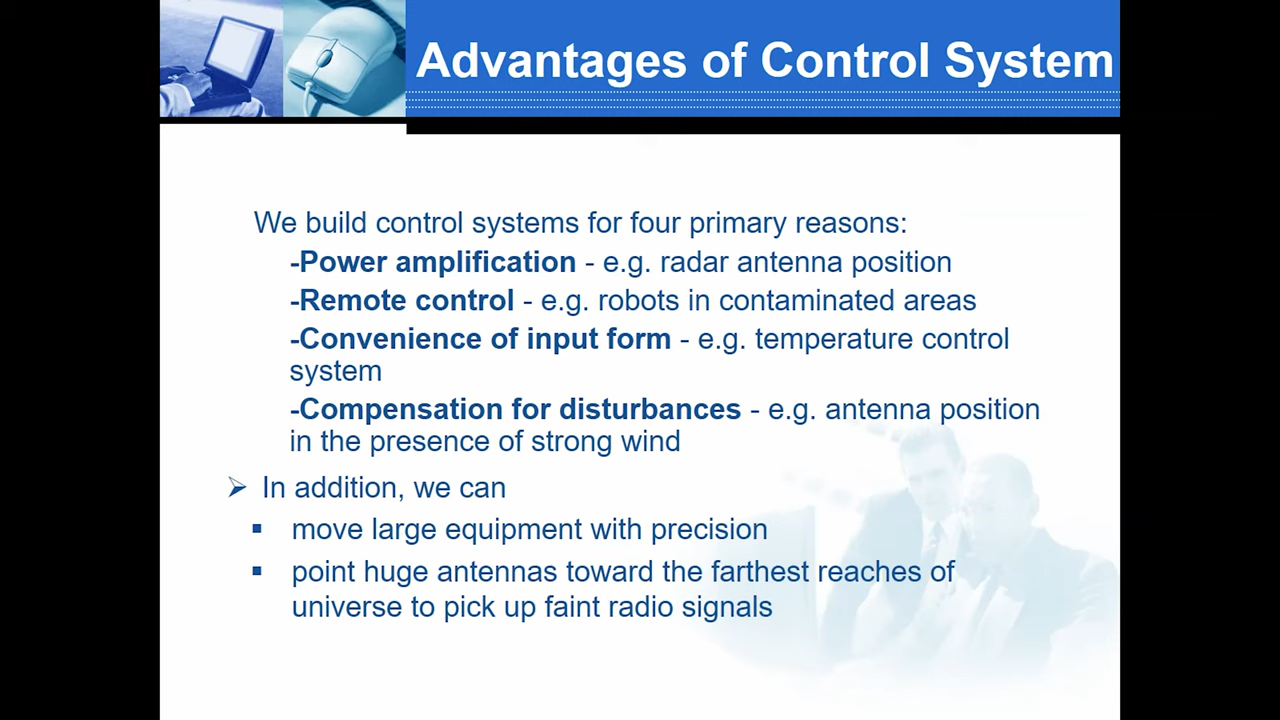 Advantages of Control System
We build control systems for four primary reasons:
-Power amplification - e.g. radar antenna position
-Remote control - e.g. robots in contaminated areas
-Convenience of input form - e.g. temperature control
system
-Compensation for disturbances - e.g. antenna position
in the presence of strong wind
➢ In addition, we can
▪ move large equipment with precision
▪ point huge antennas toward the farthest reaches of
universe to pick up faint radio signals